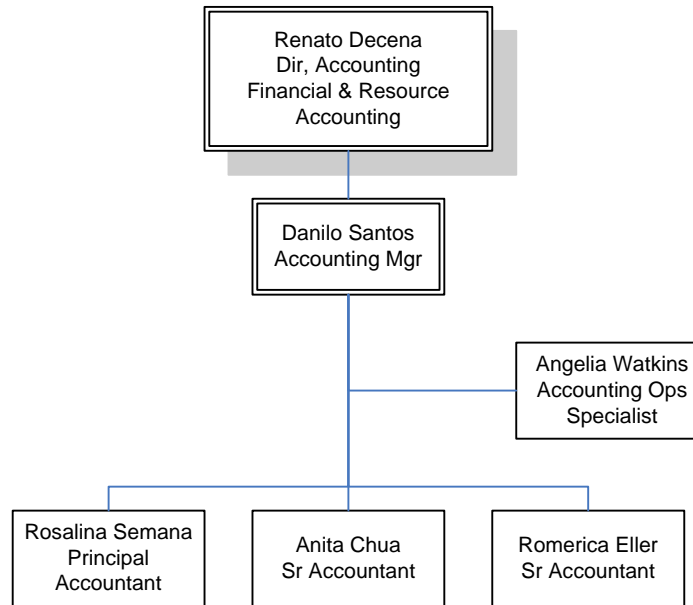 Renato Decena
Dir, Accounting
Financial & Resource
Accounting
Danilo Santos
Accounting Mgr
Angelia Watkins
Accounting Ops
Specialist
Rosalina Semana
Principal
Accountant
Anita Chua
Sr Accountant
Romerica Eller
Sr Accountant